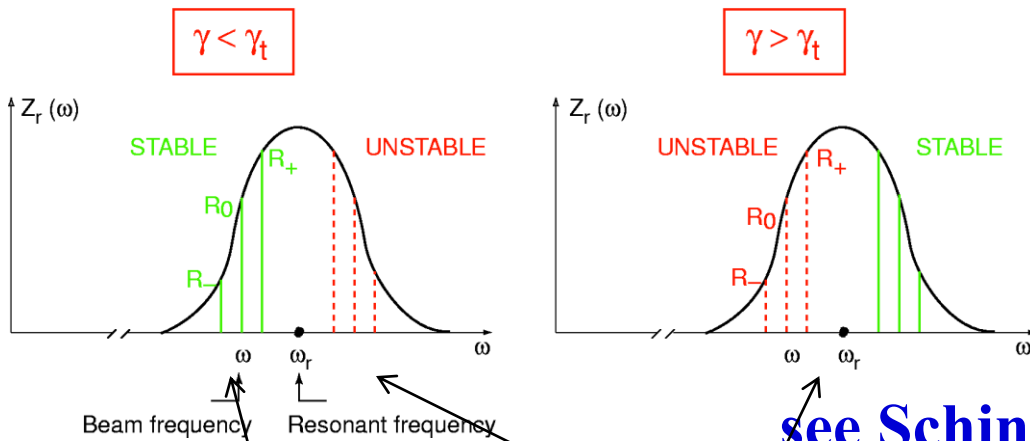 γ < γt
Zr (ω)
STABLE
UNSTABLE
R+
R0
R−
ω
ωr
ω
Beam frequency
Resonant frequency
γ > γt
Zr (ω)
UNSTABLE
STABLE
R+
R0
R−
ω
ωr
ω
see Schin